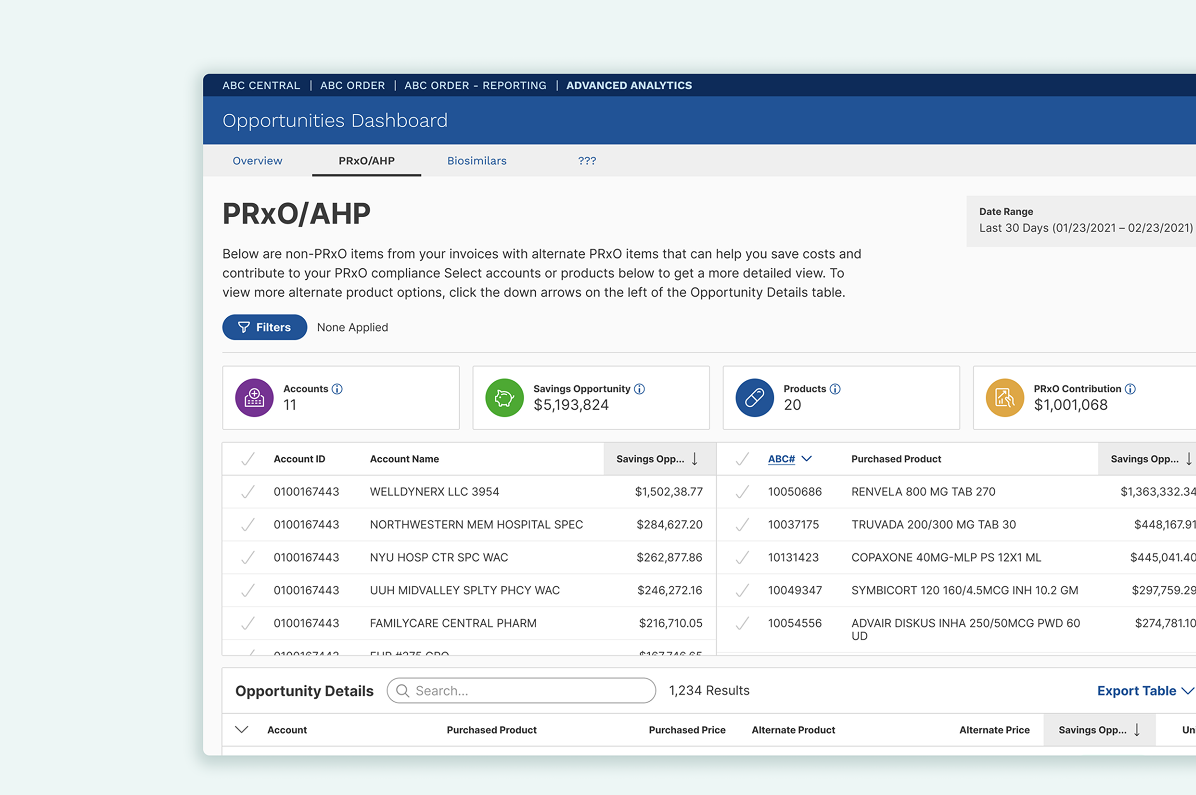 ABC CENTRAL | ABC ORDER | ABC ORDER - REPORTING | ADVANCED ANALYTICS
Opportunities Dashboard
Overview PRxO/AHP Biosimilars ???
PRxO/AHP
Date Range
Last 30 Days (01/23/2021 – 02/23/2021)
Below are non-PRxO items from your invoices with alternate PRxO items that can help you save costs and
contribute to your PRxO compliance Select accounts or products below to get a more detailed view. To
view more alternate product options, click the down arrows on the left of the Opportunity Details table.
Filters None Applied
Accounts
11
Savings Opportunity
$5,193,824
Products
20
PRxO Contribution
$1,001,068
Account ID Account Name Savings Opp...
0100167443 WELLDYNERX LLC 3954 $1,502,38.77
0100167443 NORTHWESTERN MEM HOSPITAL SPEC $284,627.20
0100167443 NYU HOSP CTR SPC WAC $262,877.86
0100167443 UUH MIDVALLEY SPLTY PHCY WAC $246,272.16
0100167443 FAMILYCARE CENTRAL PHARM $216,710.05
0100167443
ABC# Purchased Product Savings Opp...
10050686 RENVELA 800 MG TAB 270 $1,363,332.34
10037175 TRUVADA 200/300 MG TAB 30 $448,167.91
10131423 COPAXONE 40MG-MLP PS 12X1 ML $445,041.40
10049347 SYMBICORT 120 160/4.5MCG INH 10.2 GM $297,759.29
10054556 ADVAIR DISKUS INHA 250/50MCG PWD 60 $274,781.10
UD
Opportunity Details Search... 1,234 Results Export Table
Account Purchased Product Purchased Price Alternate Product Alternate Price Savings Opp... Un